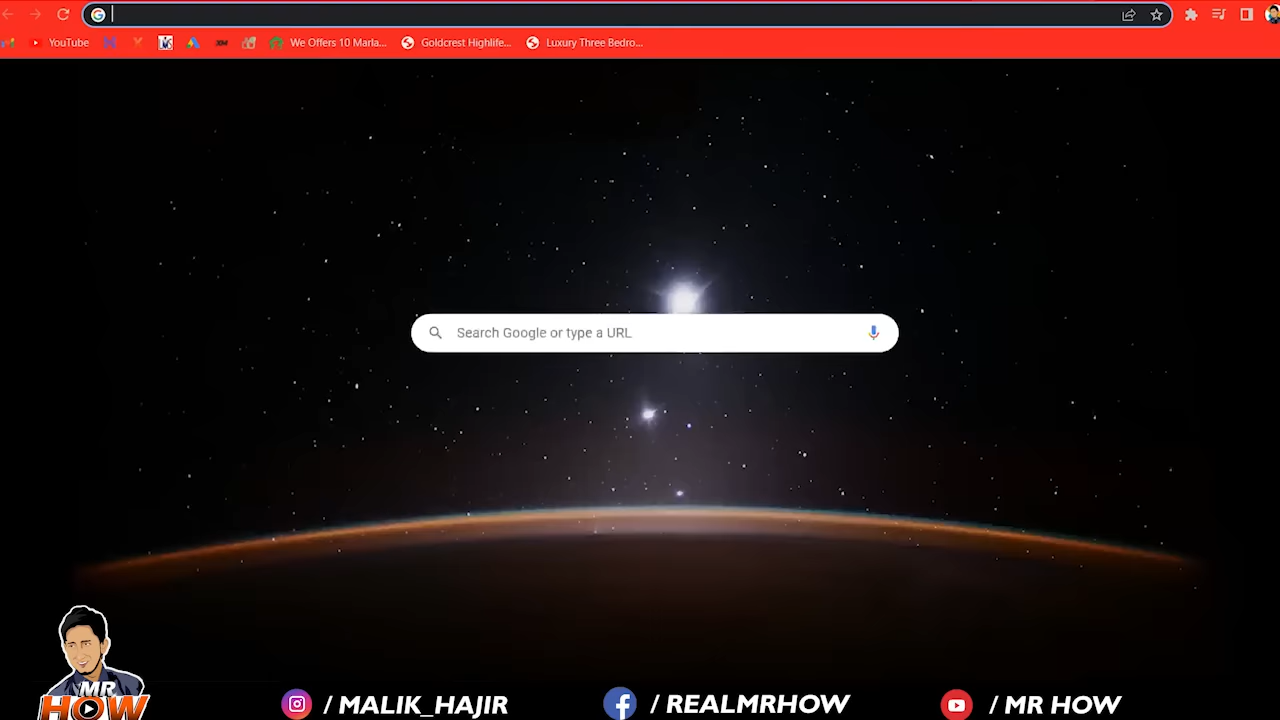 YouTube We Offers 10 Marla... Goldcrest Highlife... Luxury Three Bedro...
Search Google or type a URL
MR
HOW
/ MALIK_HAJIR / REALMRHOW / MR HOW